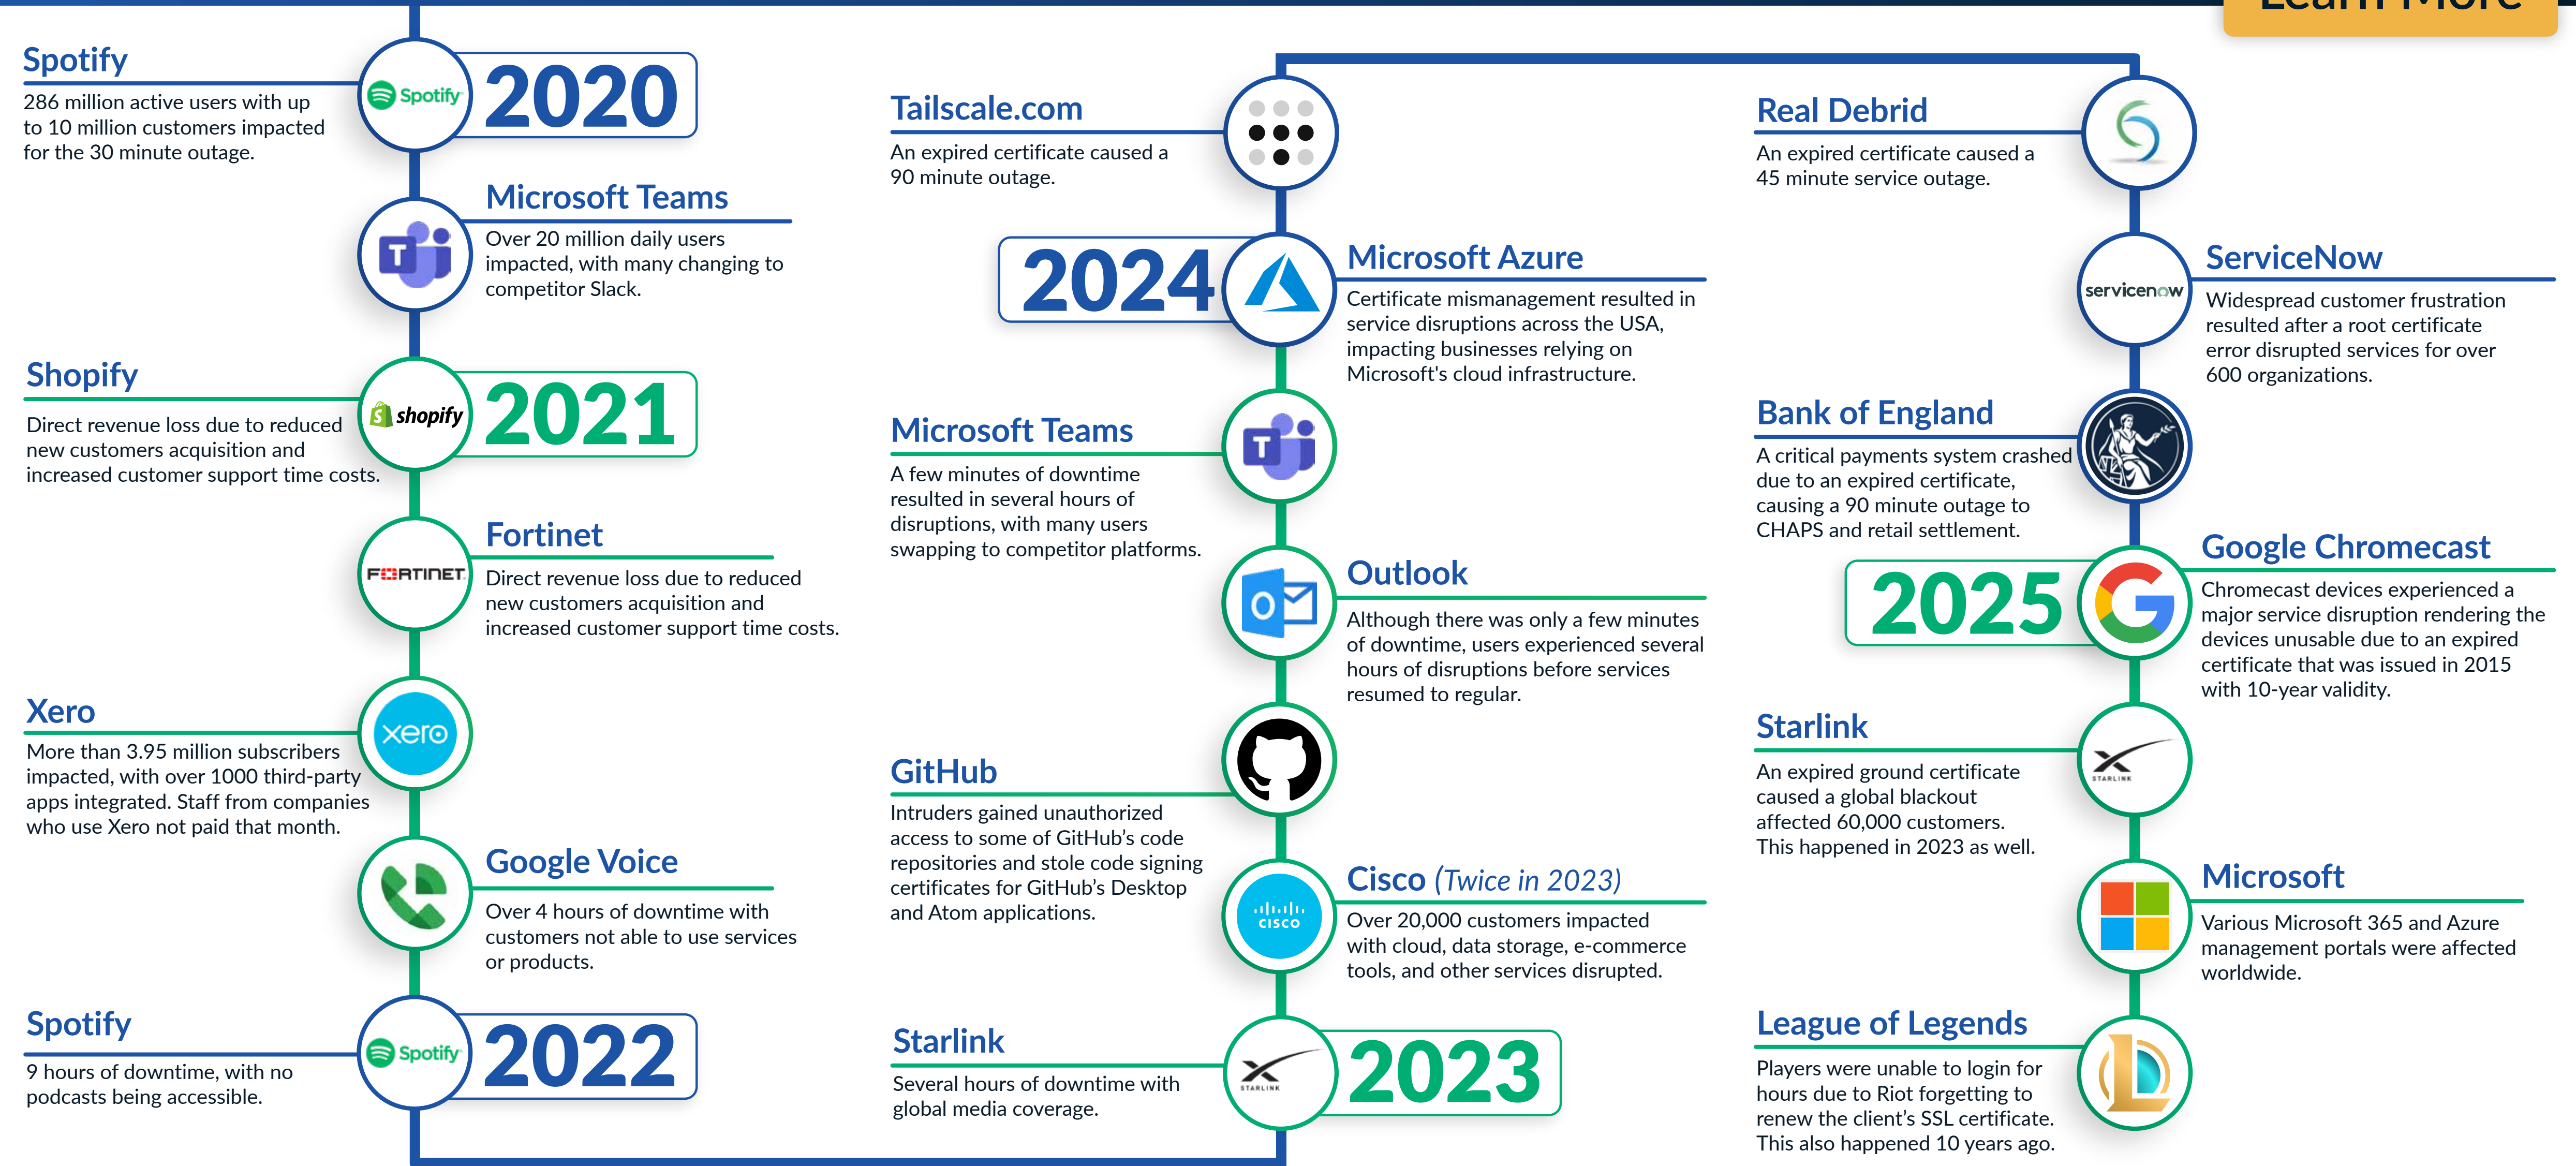 Learn More
Spotify
286 million active users with up
to 10 million customers impacted
for the 30 minute outage.
Spotify
2020
Microsoft Teams
Over 20 million daily users
impacted, with many changing to
competitor Slack.
T
Shopify
Direct revenue loss due to reduced
new customers acquisition and
increased customer support time costs.
shopify
2021
Fortinet
Direct revenue loss due to reduced
new customers acquisition and
increased customer support time costs.
FORTINET
Xero
More than 3.95 million subscribers
impacted, with over 1000 third-party
apps integrated. Staff from companies
who use Xero not paid that month.
xero
Google Voice
Over 4 hours of downtime with
customers not able to use services
or products.
Spotify
9 hours of downtime, with no
podcasts being accessible.
Spotify
2022
Tailscale.com
An expired certificate caused a
90 minute outage.
2024
Microsoft Azure
Certificate mismanagement resulted in
service disruptions across the USA,
impacting businesses relying on
Microsoft's cloud infrastructure.
Microsoft Teams
A few minutes of downtime
resulted in several hours of
disruptions, with many users
swapping to competitor platforms.
T
Outlook
Although there was only a few minutes
of downtime, users experienced several
hours of disruptions before services
resumed to regular.
O
GitHub
Intruders gained unauthorized
access to some of GitHub’s code
repositories and stole code signing
certificates for GitHub’s Desktop
and Atom applications.
Cisco (Twice in 2023)
Over 20,000 customers impacted
with cloud, data storage, e-commerce
tools, and other services disrupted.
CISCO
Starlink
Several hours of downtime with
global media coverage.
STARLINK
2023
Real Debrid
An expired certificate caused a
45 minute service outage.
ServiceNow
Widespread customer frustration
resulted after a root certificate
error disrupted services for over
600 organizations.
servicenow
Bank of England
A critical payments system crashed
due to an expired certificate,
causing a 90 minute outage to
CHAPS and retail settlement.
2025
G
Google Chromecast
Chromecast devices experienced a
major service disruption rendering the
devices unusable due to an expired
certificate that was issued in 2015
with 10-year validity.
Starlink
An expired ground certificate
caused a global blackout
affected 60,000 customers.
This happened in 2023 as well.
STARLINK
Microsoft
Various Microsoft 365 and Azure
management portals were affected
worldwide.
League of Legends
Players were unable to login for
hours due to Riot forgetting to
renew the client’s SSL certificate.
This also happened 10 years ago.
L